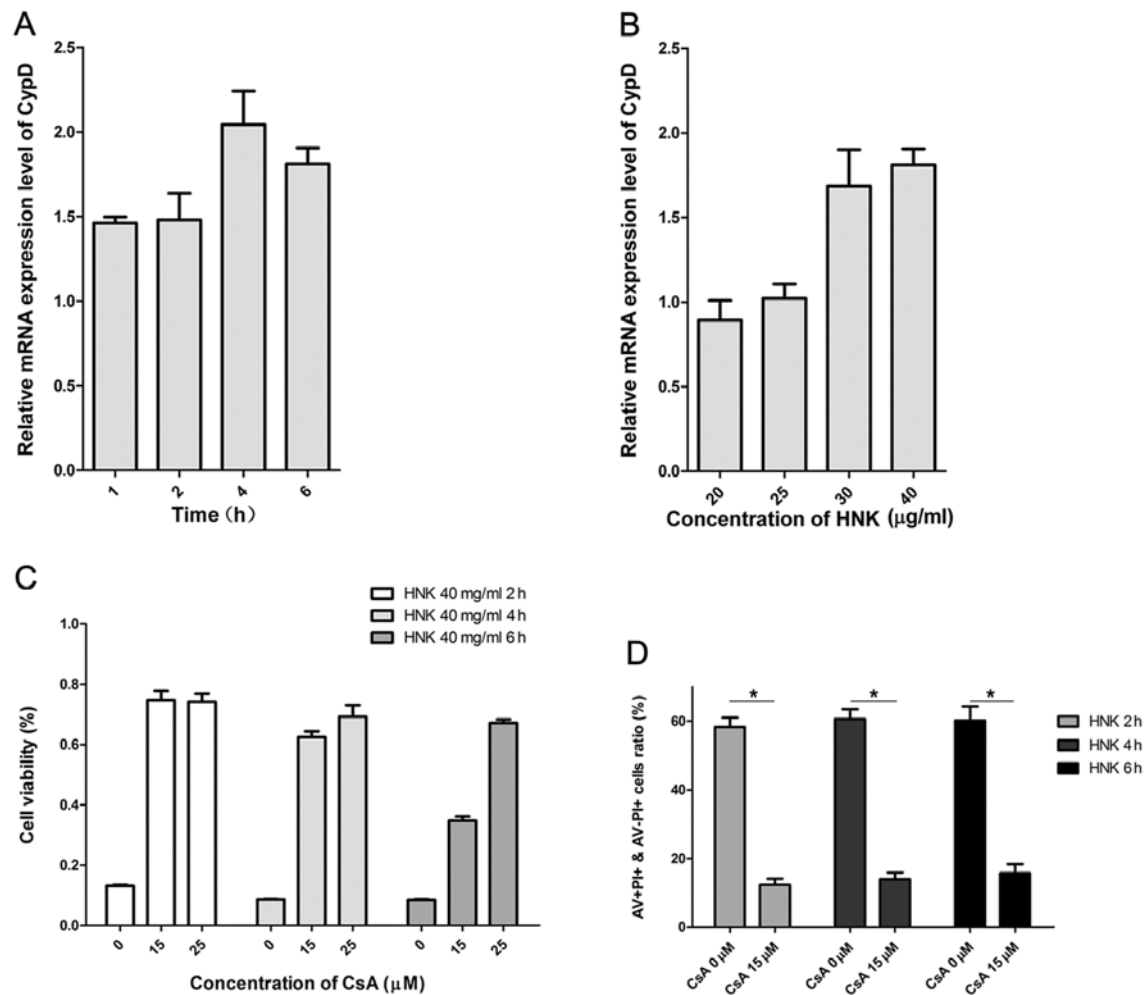 A
Relative mRNA expression level of CypD
2.5
2.0
1.5
1.0
0.5
0.0
1 2 4 6
Time (h)
B
Relative mRNA expression level of CypD
2.5
2.0
1.5
1.0
0.5
0.0
20 25 30 40
Concentration of HNK (μg/ml)
C
HNK 40 mg/ml 2 h
HNK 40 mg/ml 4 h
HNK 40 mg/ml 6 h
Cell viability (%)
1.0
0.8
0.6
0.4
0.2
0.0
0 15 25 0 15 25 0 15 25
Concentration of CsA (μM)
D
AV+PI+ & AV-PI+ cells ratio (%)
60
40
20
0
* * *
HNK 2h
HNK 4h
HNK 6h
CsA 0 μM CsA 15 μM CsA 0 μM CsA 15 μM CsA 0 μM CsA 15 μM